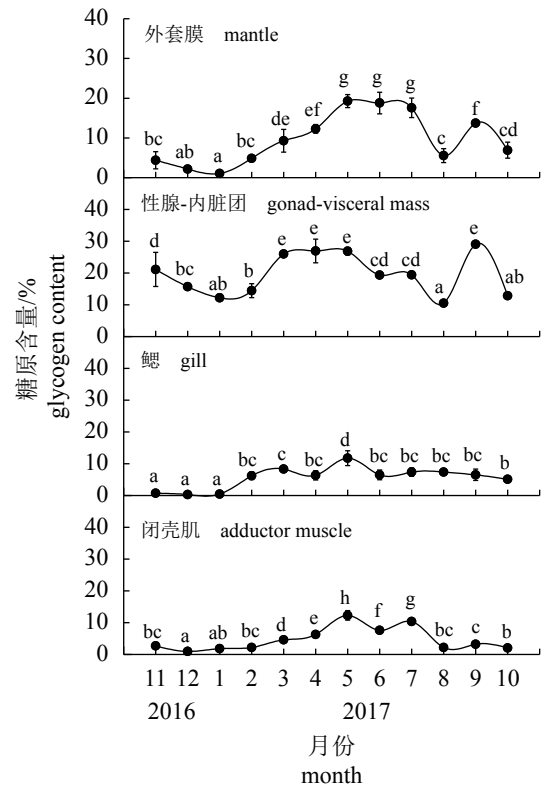 糖原含量/%
glycogen content
40
30
20
10
0
外套膜 mantle
bc ab a bc de ef g g g c f cd
40
30
20
10
0
性腺-内脏团 gonad-visceral mass
d bc ab b e e e cd cd a e ab
40
30
20
10
0
鳃 gill
a a a bc c bc d bc bc bc bc b
40
30
20
10
0
闭壳肌 adductor muscle
bc a ab bc d e h f g bc c b
11 12 1 2 3 4 5 6 7 8 9 10
2016 2017
月份
month